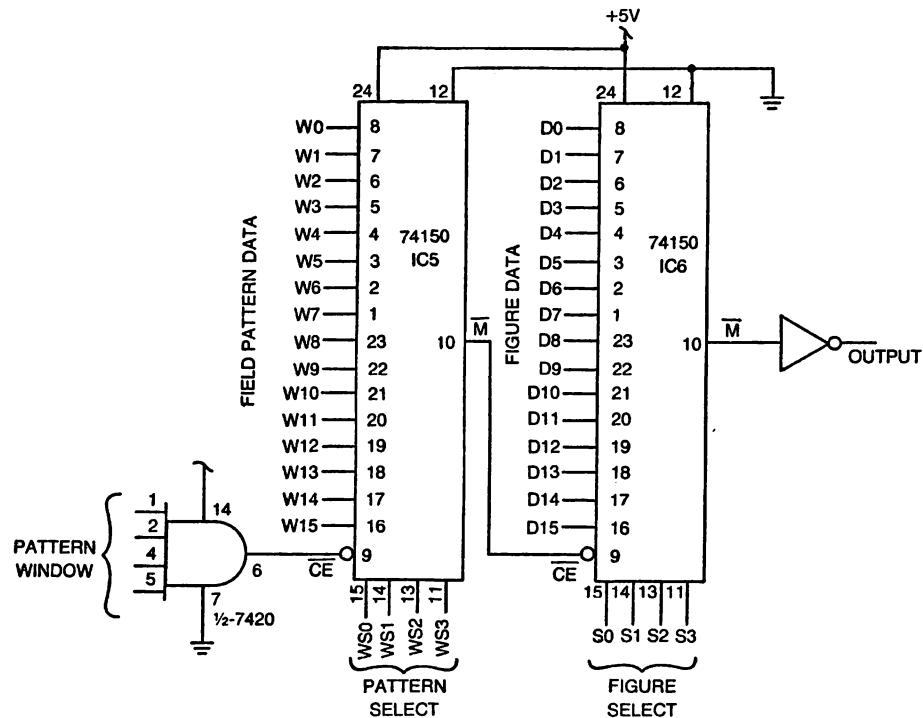 +5V
24
12
24
12
W0
8
W1
7
W2
6
W3
5
W4
4
W5
3
W6
2
W7
1
W8
23
W9
22
W10
21
W11
20
W12
19
W13
18
W14
17
W15
16
9
FIELD PATTERN DATA
74150
IC5
10
M
D0
8
D1
7
D2
6
D3
5
D4
4
D5
3
D6
2
D7
1
D8
23
D9
22
D10
21
D11
20
D12
19
D13
18
D14
17
D15
16
9
FIGURE DATA
74150
IC6
10
M
OUTPUT
PATTERN
WINDOW
1
2
4
5
14
6
7
½-7420
CE
CE
15
14
13
11
WS0
WS1
WS2
WS3
PATTERN
SELECT
15
14
13
11
S0
S1
S2
S3
FIGURE
SELECT